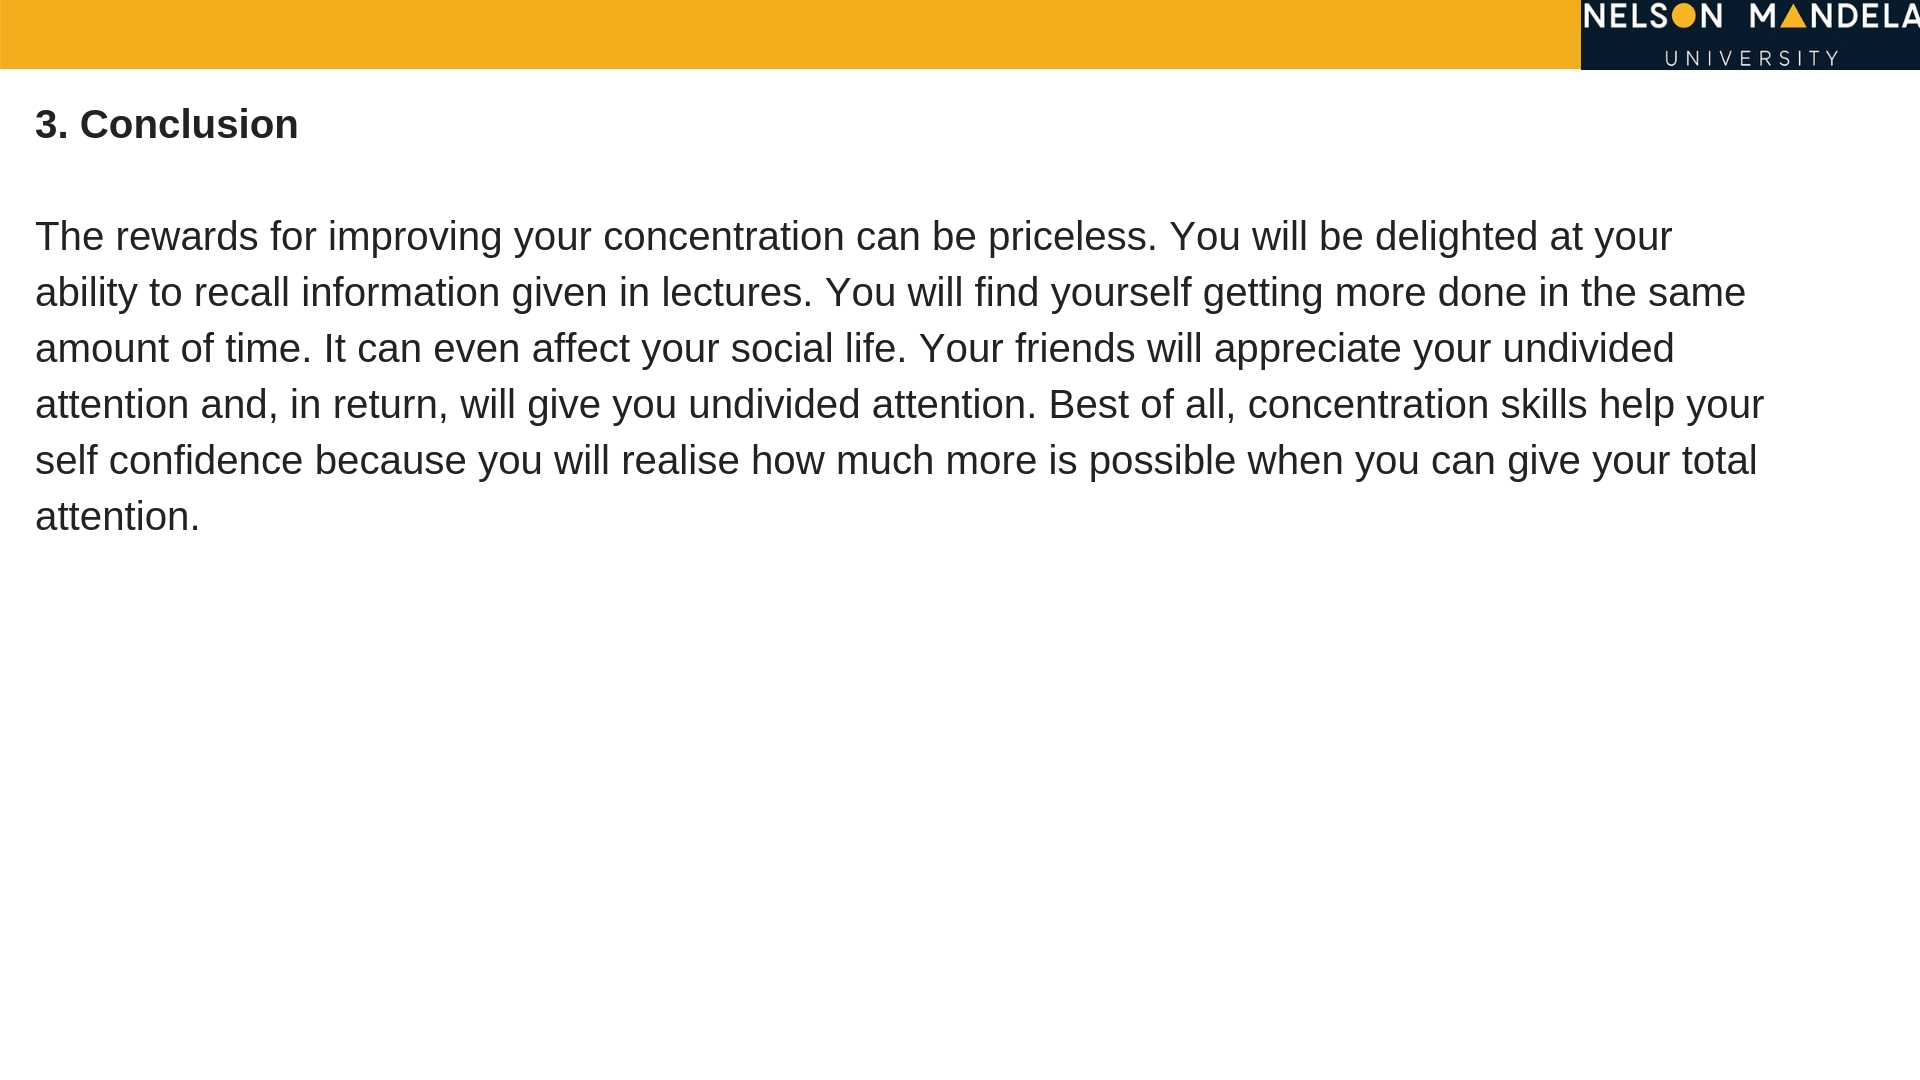 NELSON MANDELA
UNIVERSITY
3. Conclusion
The rewards for improving your concentration can be priceless. You will be delighted at your
ability to recall information given in lectures. You will find yourself getting more done in the same
amount of time. It can even affect your social life. Your friends will appreciate your undivided
attention and, in return, will give you undivided attention. Best of all, concentration skills help your
self confidence because you will realise how much more is possible when you can give your total
attention.